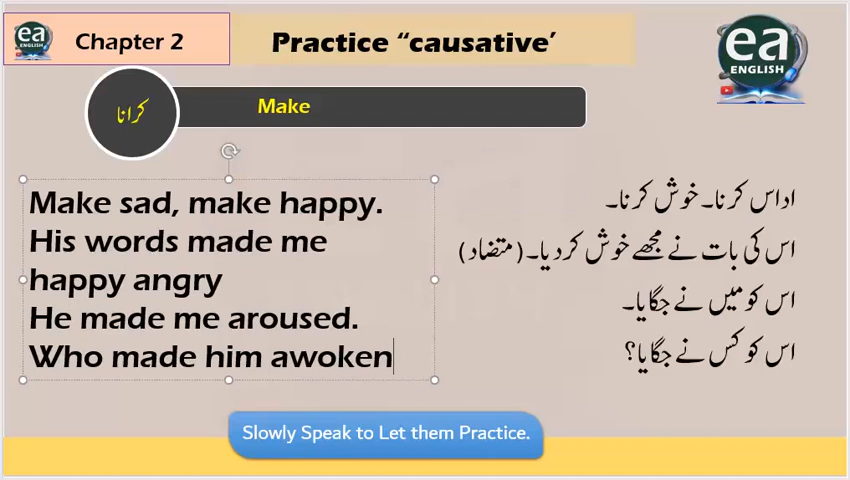 ea
ENGLISH
Chapter 2
Practice “causative’
ea
ENGLISH
کرانا
Make
Make sad, make happy.
His words made me
happy angry
He made me aroused.
Who made him awoken
اداس کرنا۔ خوش کرنا۔
اس کی بات نے مجھے خوش کر دیا۔ (متضاد)
اس کو میں نے جگایا۔
اس کو کس نے جگایا؟
Slowly Speak to Let them Practice.